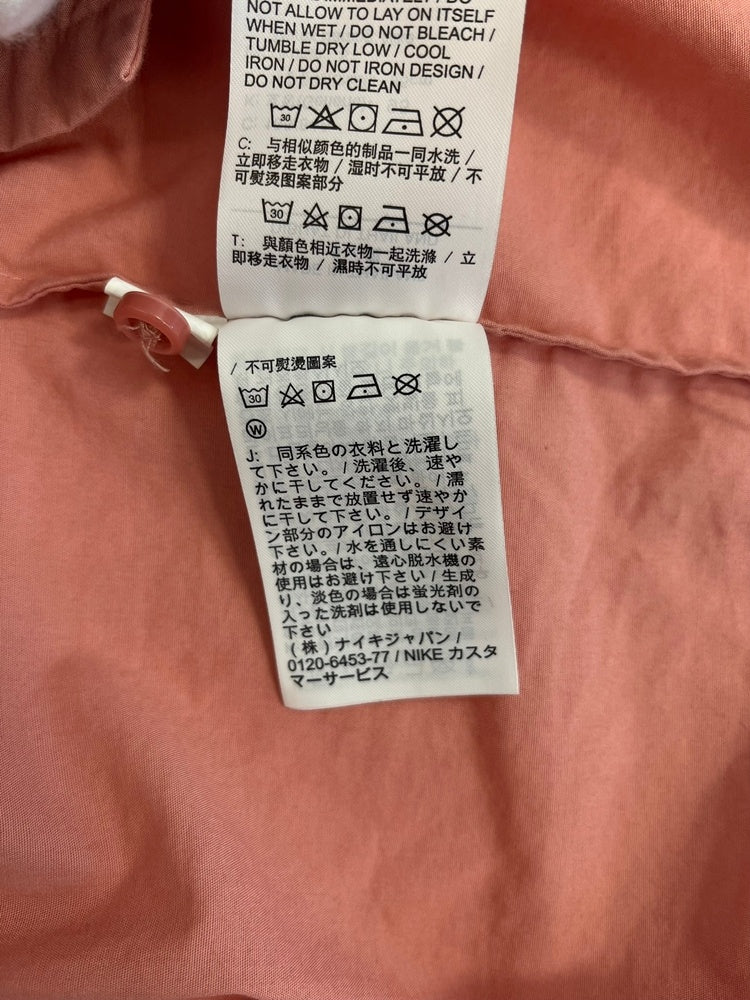 NOT ALLOW TO LAY ON ITSELF
WHEN WET / DO NOT BLEACH /
TUMBLE DRY LOW / COOL
IRON / DO NOT IRON DESIGN /
DO NOT DRY CLEAN
30
C: 与相似颜色的制品一同水洗 /
立即移走衣物 / 湿时不可平放 / 不
可熨烫图案部分
30
T: 與顏色相近衣物一起洗滌 / 立
即移走衣物 / 濕時不可平放
/ 不可熨燙圖案
30
W
J: 同系色の衣料と洗濯し
て下さい。/ 洗濯後、速や
かに干してください。/ 濡
れたままで放置せず速やか
に干して下さい。/ デザイ
ン部分のアイロンはお避け
下さい。/ 水を通しにくい素
材の場合は、遠心脱水機の
使用はお避け下さい / 生成
り、淡色の場合は蛍光剤の
入った洗剤は使用しないで
下さい
(株) ナイキジャパン /
0120-6453-77 / NIKE カスタ
マーサービス